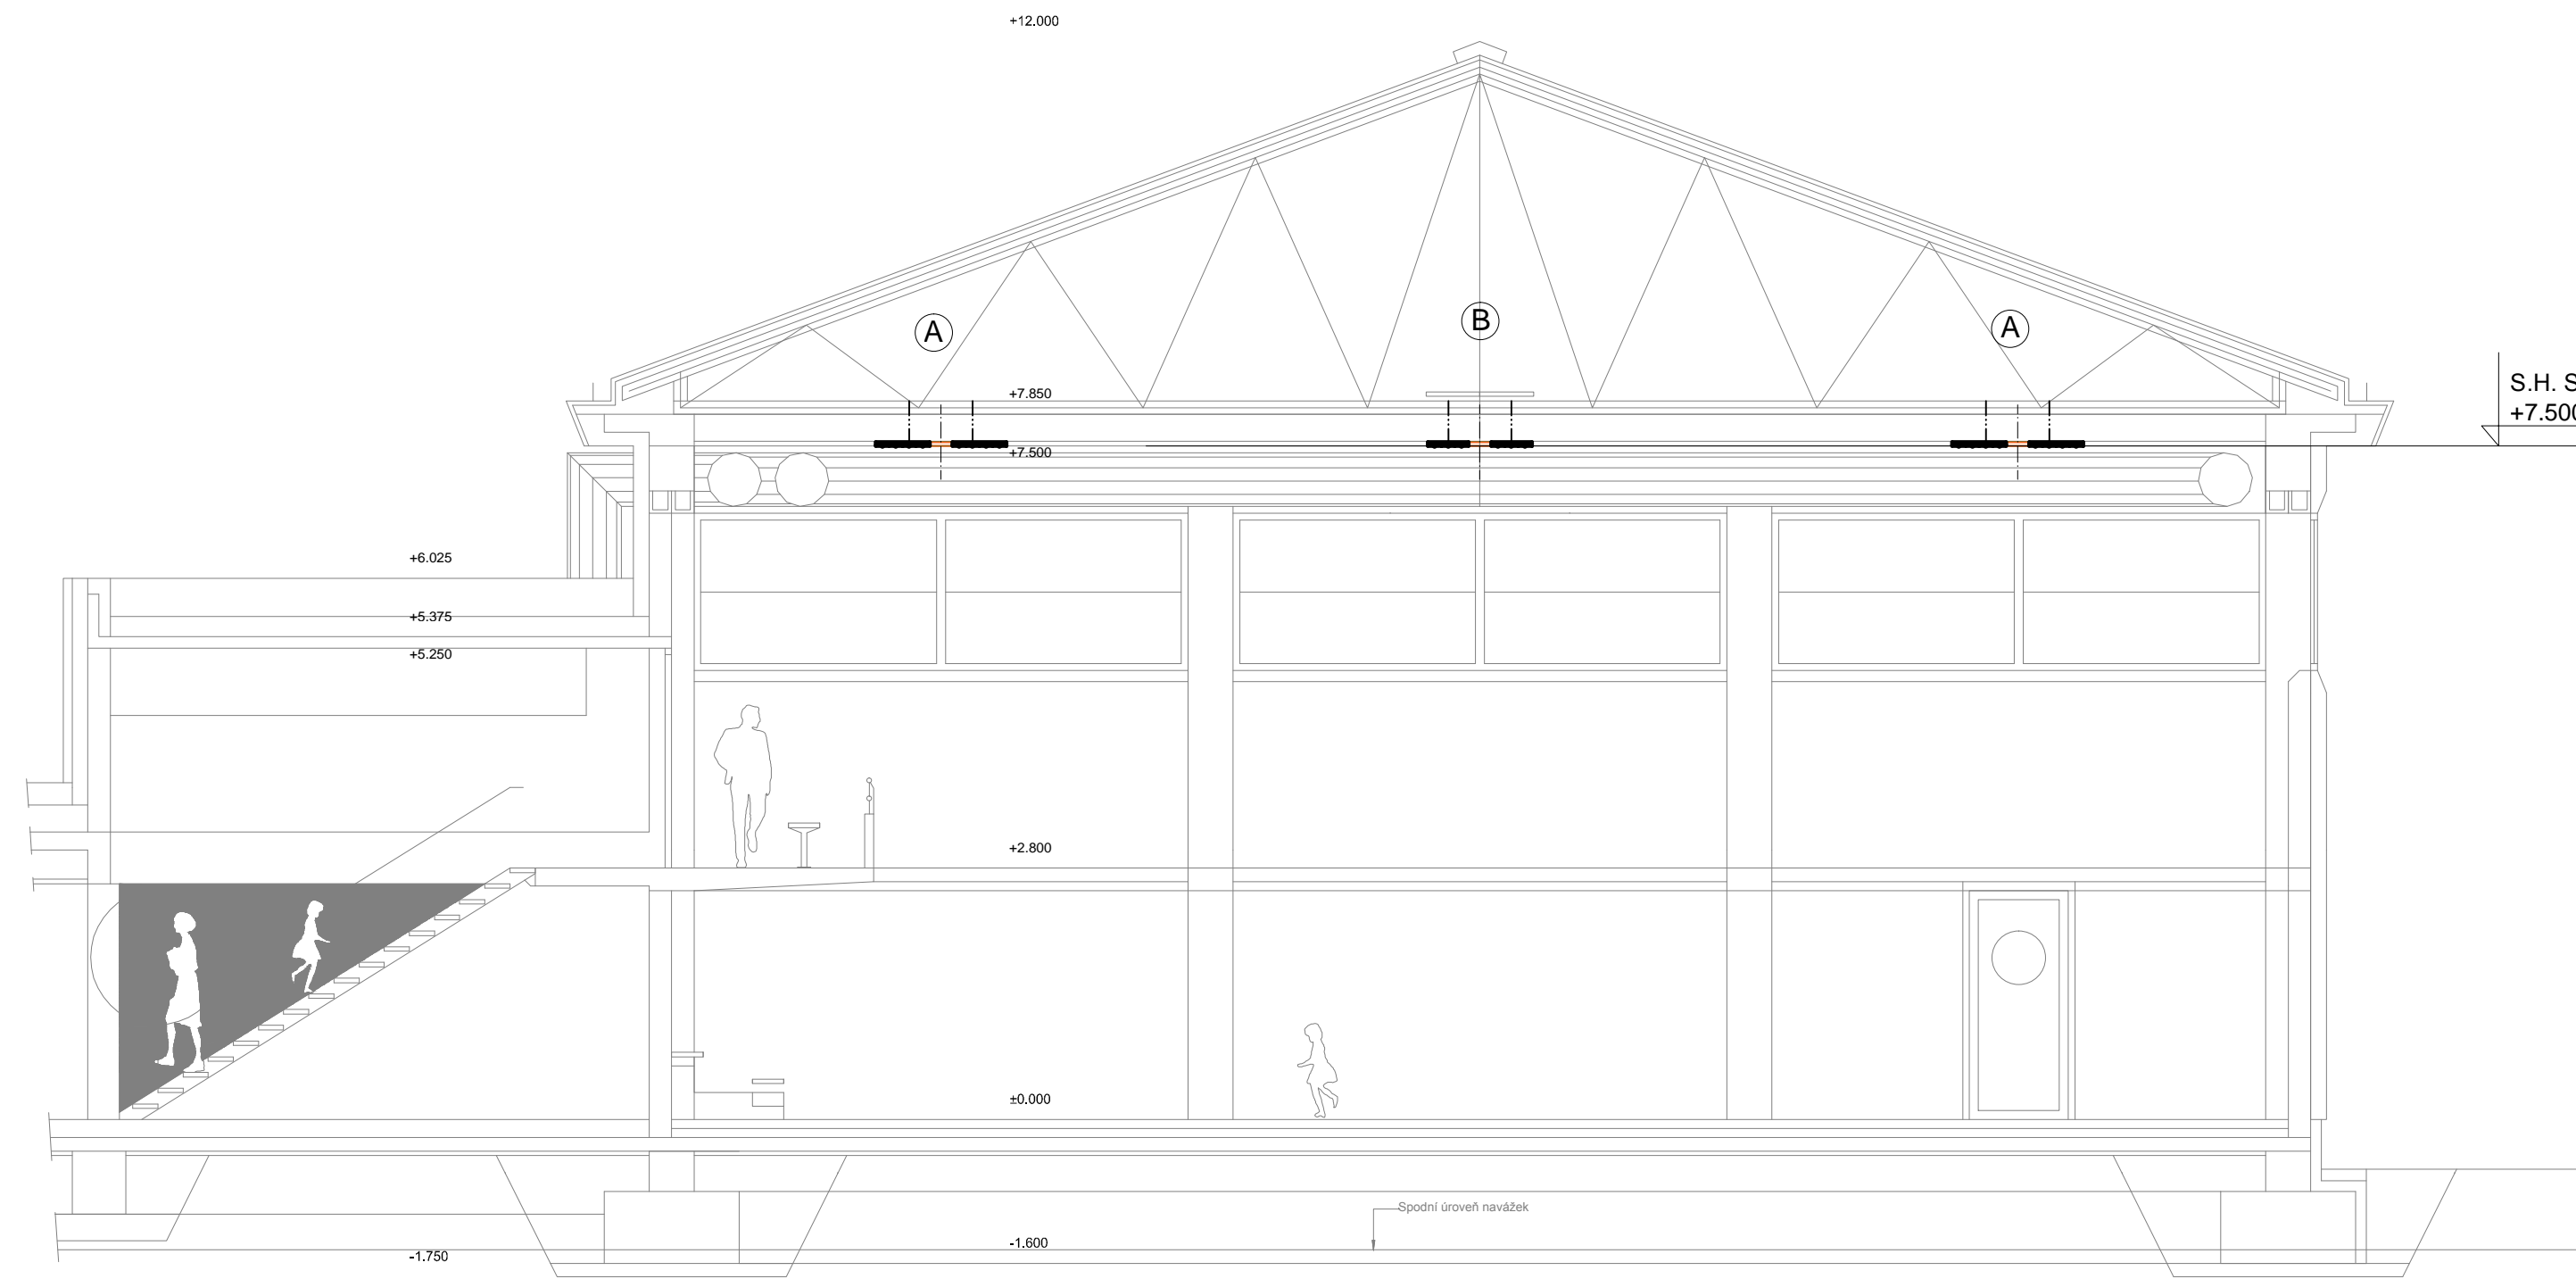 +12.000
A
B
A
+7.850
S.H. S
+7.500
+7.500
+6.025
+5.375
+5.250
+2.800
±0.000
Spodní úroveň navážek
-1.750
-1.600